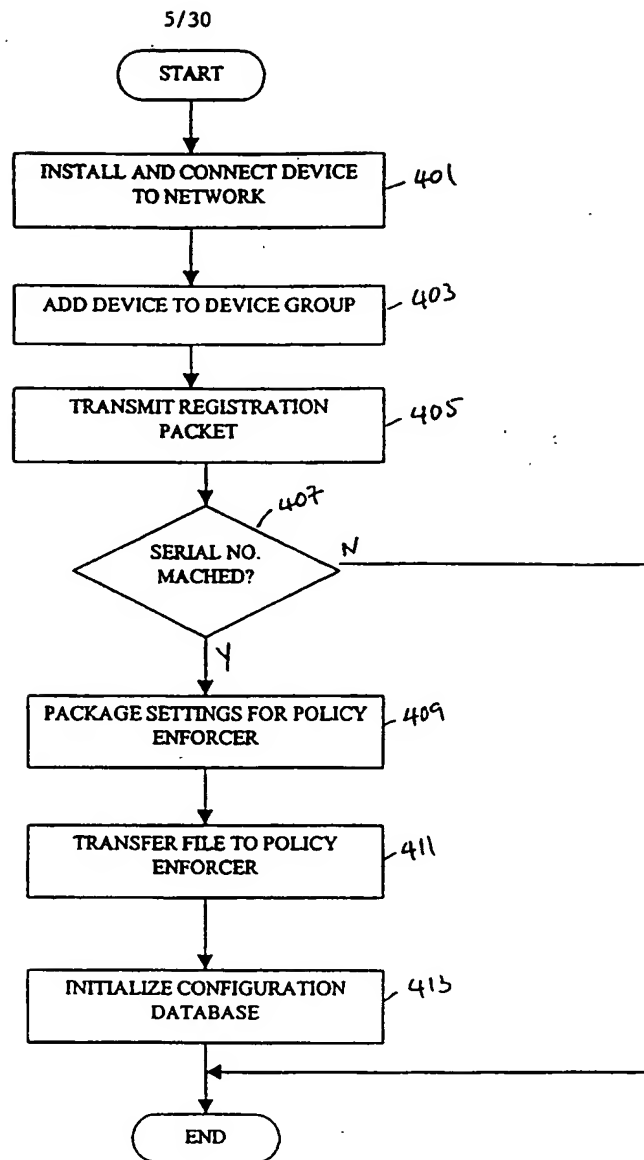 5/30
START
INSTALL AND CONNECT DEVICE
TO NETWORK
401
ADD DEVICE TO DEVICE GROUP
403
TRANSMIT REGISTRATION
PACKET
405
407
SERIAL NO.
MACHED?
N
Y
PACKAGE SETTINGS FOR POLICY
ENFORCER
409
TRANSFER FILE TO POLICY
ENFORCER
411
INITIALIZE CONFIGURATION
DATABASE
413
END